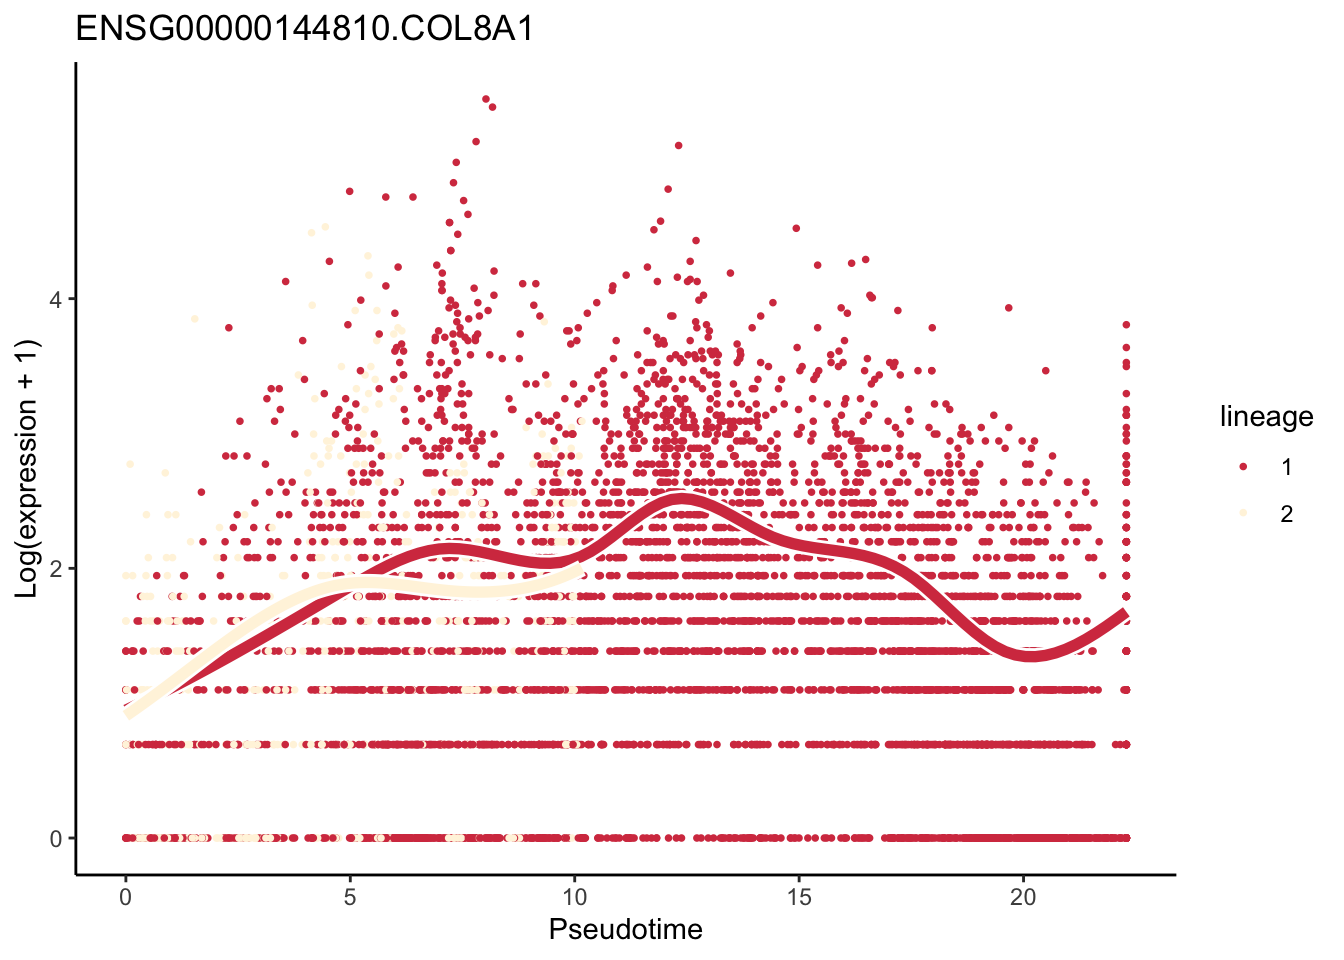 ENSG00000144810.COL8A1
Log(expression + 1)
4
2
0
0 5 10 15 20
Pseudotime
lineage
1
2